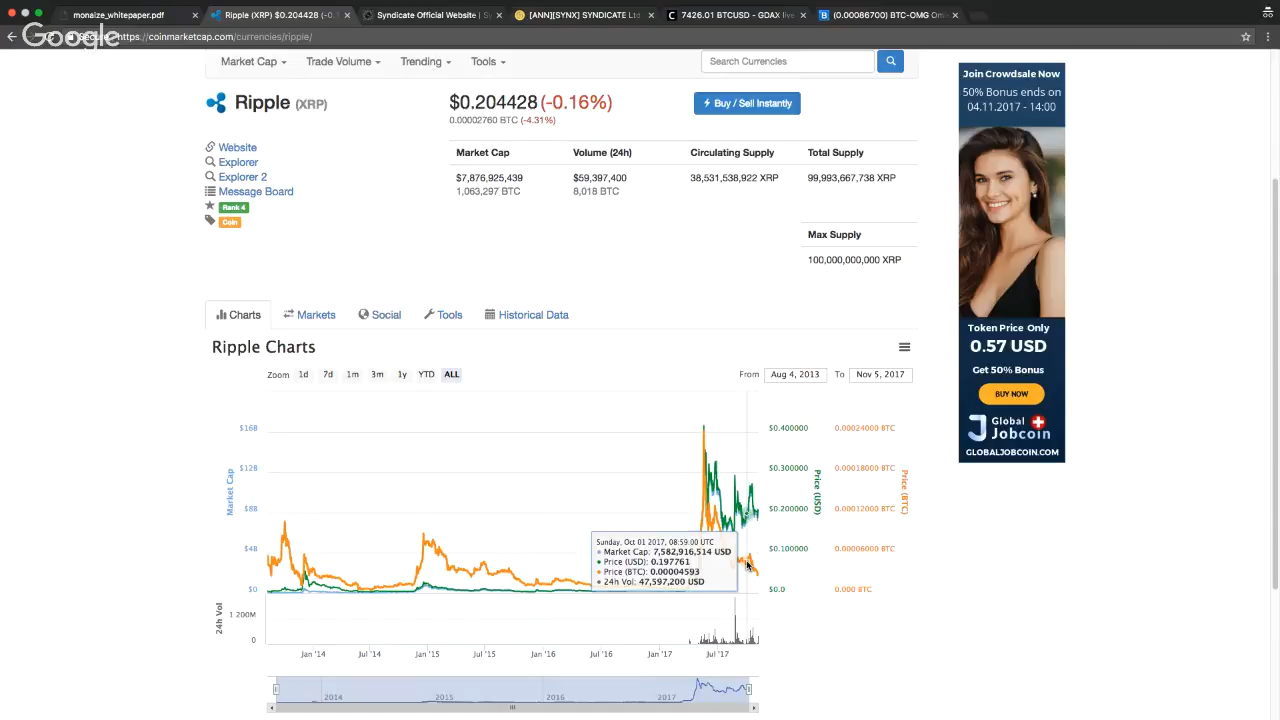 monatne_whitepaper.pdf
Ripple (XRP) $0.204428 (-0.1
Syndicate Official Website | Sy
[ANN][SYNX] SYNDICATE Ltd
7426.01 BTCUSD - GDAX live
(0.00086700) BTC-OMG Omi
Google
Secure https://coinmarketcap.com/currencies/ripple/
Market Cap
Trade Volume
Trending
Tools
Search Currencies
Ripple (XRP)
$0.204428 (-0.16%)
0.00002760 BTC (-4.31%)
Buy / Sell Instantly
Website
Explorer
Explorer 2
Message Board
Rank 4
Coin
Market Cap
Volume (24h)
Circulating Supply
Total Supply
$7,876,925,439
$59,397,400
38,531,538,922 XRP
99,993,667,738 XRP
1,063,297 BTC
8,018 BTC
Max Supply
100,000,000,000 XRP
Charts
Markets
Social
Tools
Historical Data
Ripple Charts
Zoom 1d 7d 1m 3m 1y YTD ALL
From Aug 4, 2013 To Nov 5, 2017
$16B
$12B
$8B
$4B
$0
Market Cap
$0.400000
$0.300000
$0.200000
$0.100000
$0.0
Price (USD)
0.00024000 BTC
0.00018000 BTC
0.00012000 BTC
0.00006000 BTC
0.000 BTC
Price (BTC)
Sunday, Oct 01 2017, 08:59:00 UTC
Market Cap: 7,582,916,514 USD
Price (USD): 0.197761
Price (BTC): 0.00004593
24h Vol: 47,597,200 USD
24h Vol
1 200M
0
Jan '14 Jul '14 Jan '15 Jul '15 Jan '16 Jul '16 Jan '17 Jul '17
2014 2015 2016 2017
Join Crowdsale Now
50% Bonus ends on
04.11.2017 - 14:00
Token Price Only
0.57 USD
Get 50% Bonus
BUY NOW
Global
Jobcoin
GLOBALJOBCOIN.COM